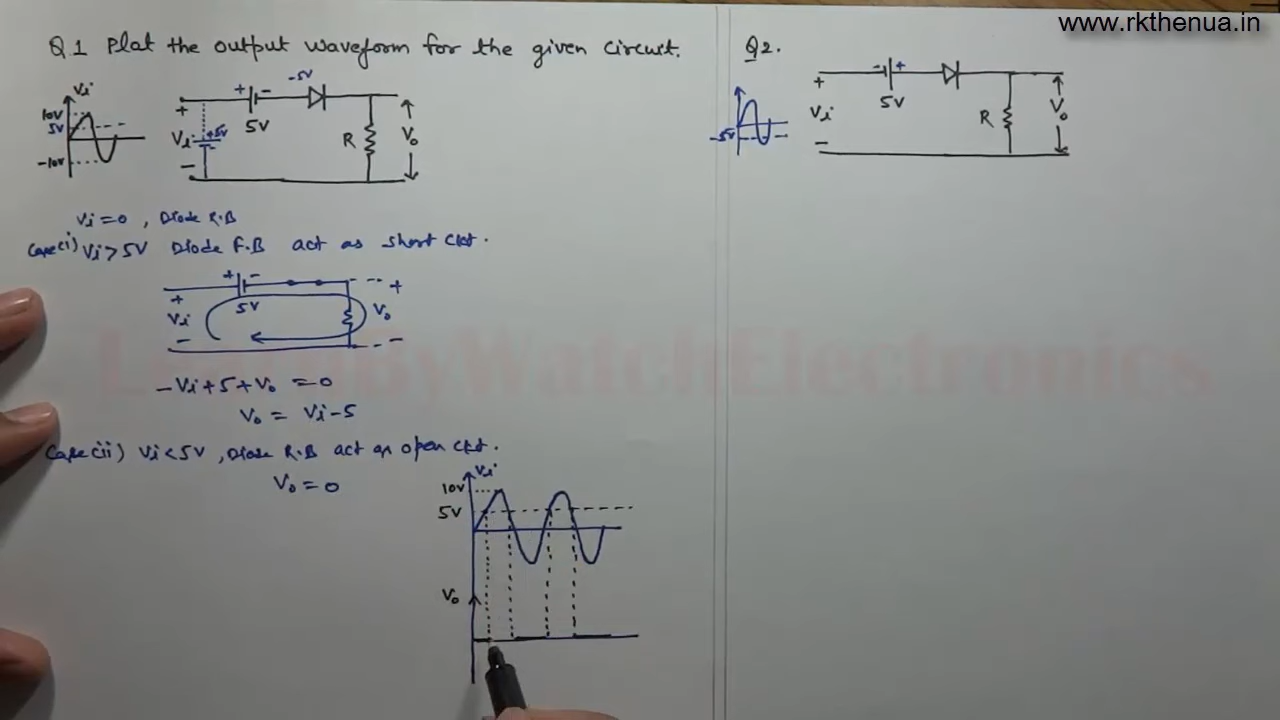 www.rkthenua.in
Q1 Plat the output waveform for the given circuit.
Vi
10V
5V
-10V
+ -
5V
-5V
+
Vi
-
+5V
R
Vo
Vi = 0 , Diode R.B
Case(i) Vi > 5V Diode F.B act as short ckt.
+ -
5V
+
Vi
-
+
Vo
-
-Vi + 5 + Vo = 0
Vo = Vi - 5
Case(ii) Vi < 5V , Diode R.B act as open ckt.
Vo = 0
Vi
10V
5V
Vo
Q2.
-5V
- +
5V
+
Vi
-
R
Vo
LearnByWatchElectronics